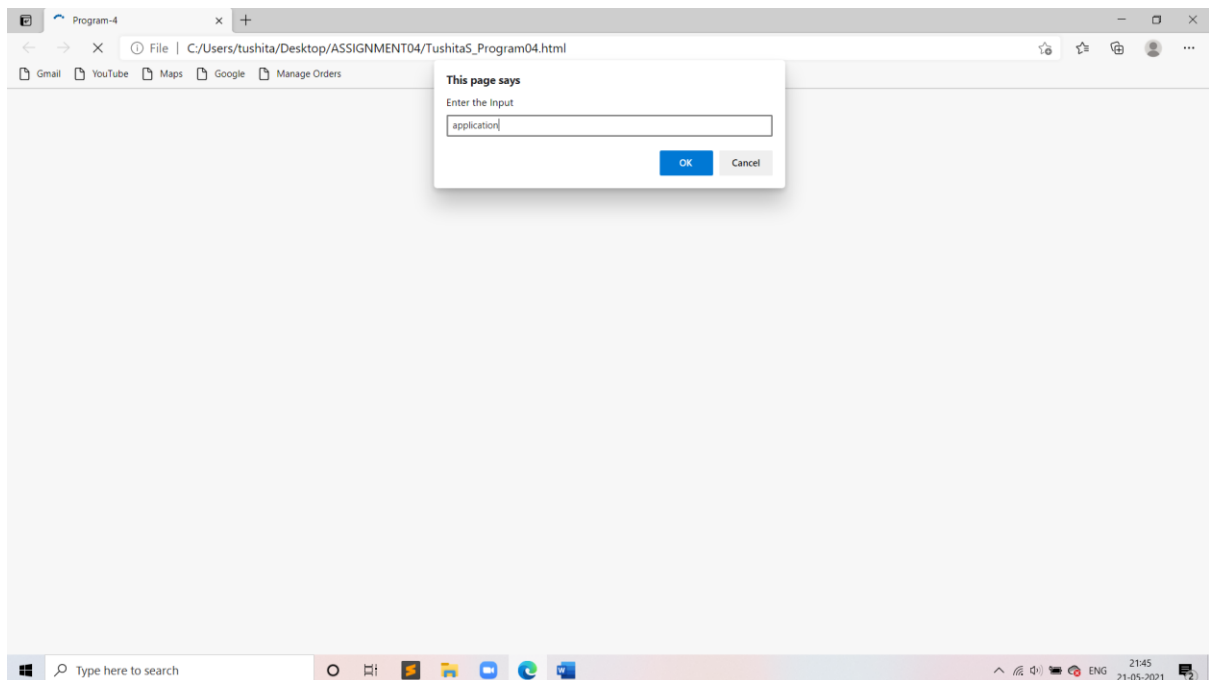 Program-4
File | C:/Users/tushita/Desktop/ASSIGNMENT04/TushitaS_Program04.html
Gmail YouTube Maps Google Manage Orders
This page says
Enter the Input
application
OK Cancel
Type here to search
ENG
21:45
21-05-2021
2